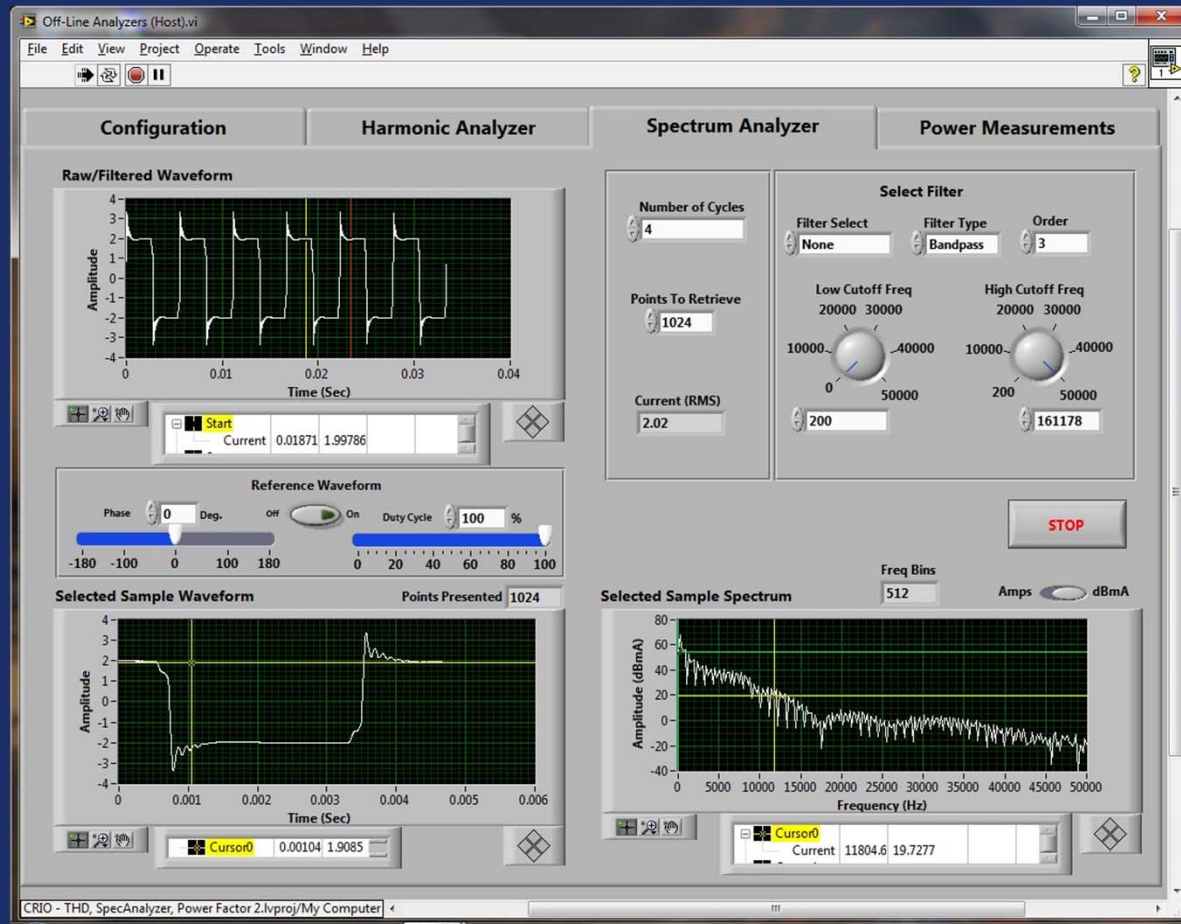 Off-Line Analyzers (Host).vi
File Edit View Project Operate Tools Window Help
1
Configuration Harmonic Analyzer Spectrum Analyzer Power Measurements
Raw/Filtered Waveform
Amplitude
4
3
2
1
0
-1
-2
-3
-4
0 0.01 0.02 0.03 0.04
Time (Sec)
Start
Current 0.01871 1.99786
Number of Cycles
4
Points To Retrieve
1024
Current (RMS)
2.02
Select Filter
Filter Select Filter Type Order
None Bandpass 3
Low Cutoff Freq High Cutoff Freq
20000 30000 20000 30000
10000 40000 10000 40000
0 50000 200 50000
200 161178
Reference Waveform
Phase 0 Deg. Off On Duty Cycle 100 %
-180 -100 0 100 180 0 20 40 60 80 100
STOP
Selected Sample Waveform Points Presented 1024
Amplitude
4
3
2
1
0
-1
-2
-3
-4
0 0.001 0.002 0.003 0.004 0.005 0.006
Time (Sec)
Cursor0 0.00104 1.9085
Freq Bins
512
Selected Sample Spectrum Amps dBmA
Amplitude (dBmA)
80
60
40
20
0
-20
-40
0 5000 10000 15000 20000 25000 30000 35000 40000 45000 50000
Frequency (Hz)
Cursor0
Current 11804.6 19.7277
CRIO - THD, SpecAnalyzer, Power Factor 2.lvproj/My Computer